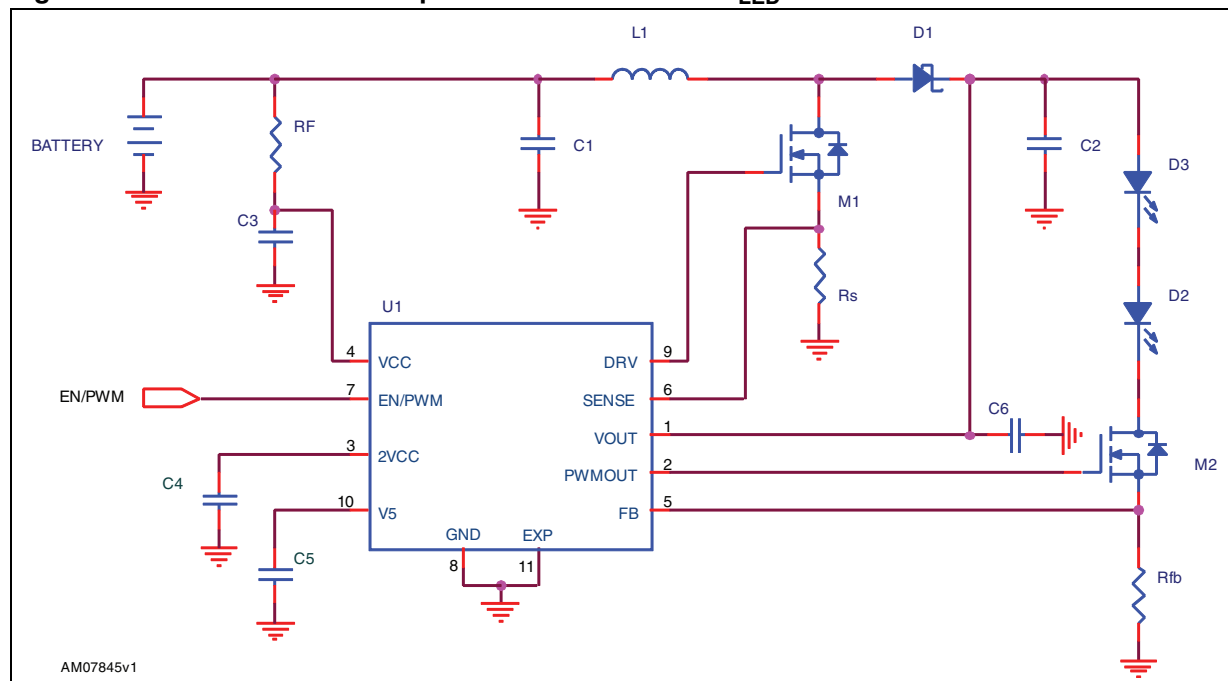 LED
L1
D1
BATTERY
RF
C1
C2
D3
C3
M1
Rs
D2
U1
4
VCC
DRV
9
EN/PWM
7
EN/PWM
SENSE
6
C6
3
2VCC
VOUT
1
C4
PWMOUT
2
M2
10
V5
FB
5
C5
GND
EXP
8
11
Rfb
AM07845v1